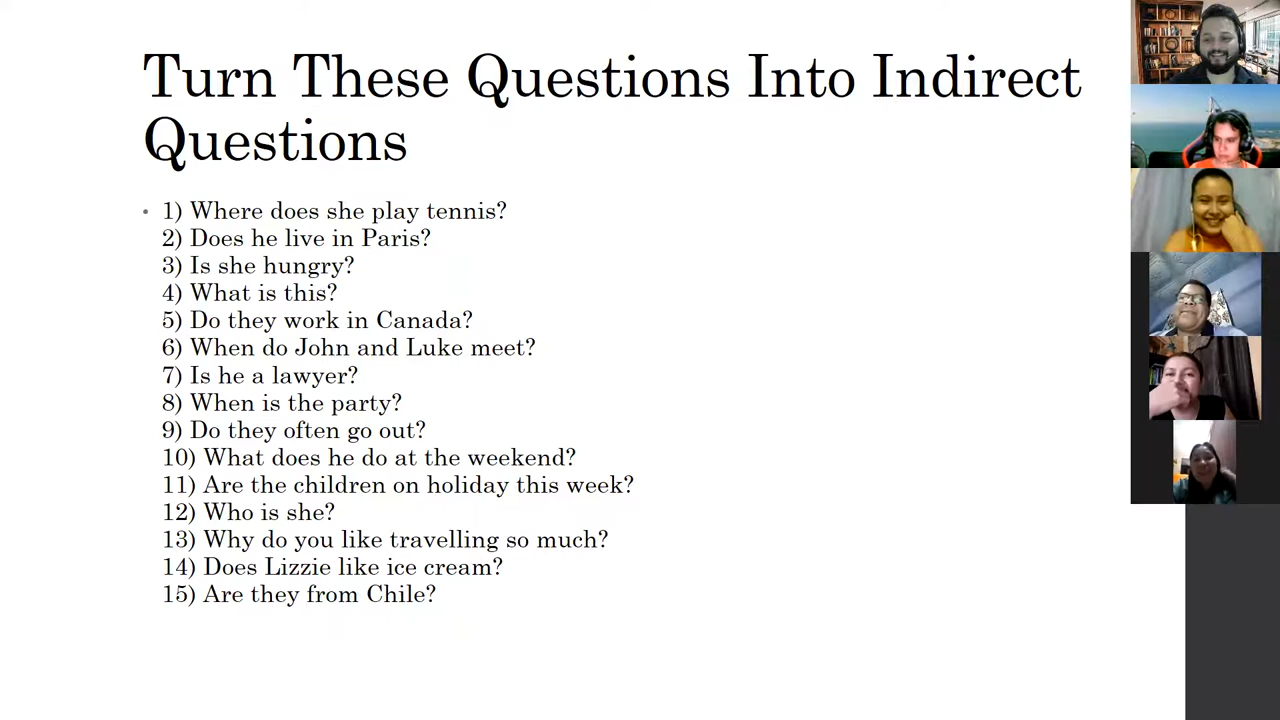 Turn These Questions Into Indirect
Questions
• 1) Where does she play tennis?
2) Does he live in Paris?
3) Is she hungry?
4) What is this?
5) Do they work in Canada?
6) When do John and Luke meet?
7) Is he a lawyer?
8) When is the party?
9) Do they often go out?
10) What does he do at the weekend?
11) Are the children on holiday this week?
12) Who is she?
13) Why do you like travelling so much?
14) Does Lizzie like ice cream?
15) Are they from Chile?